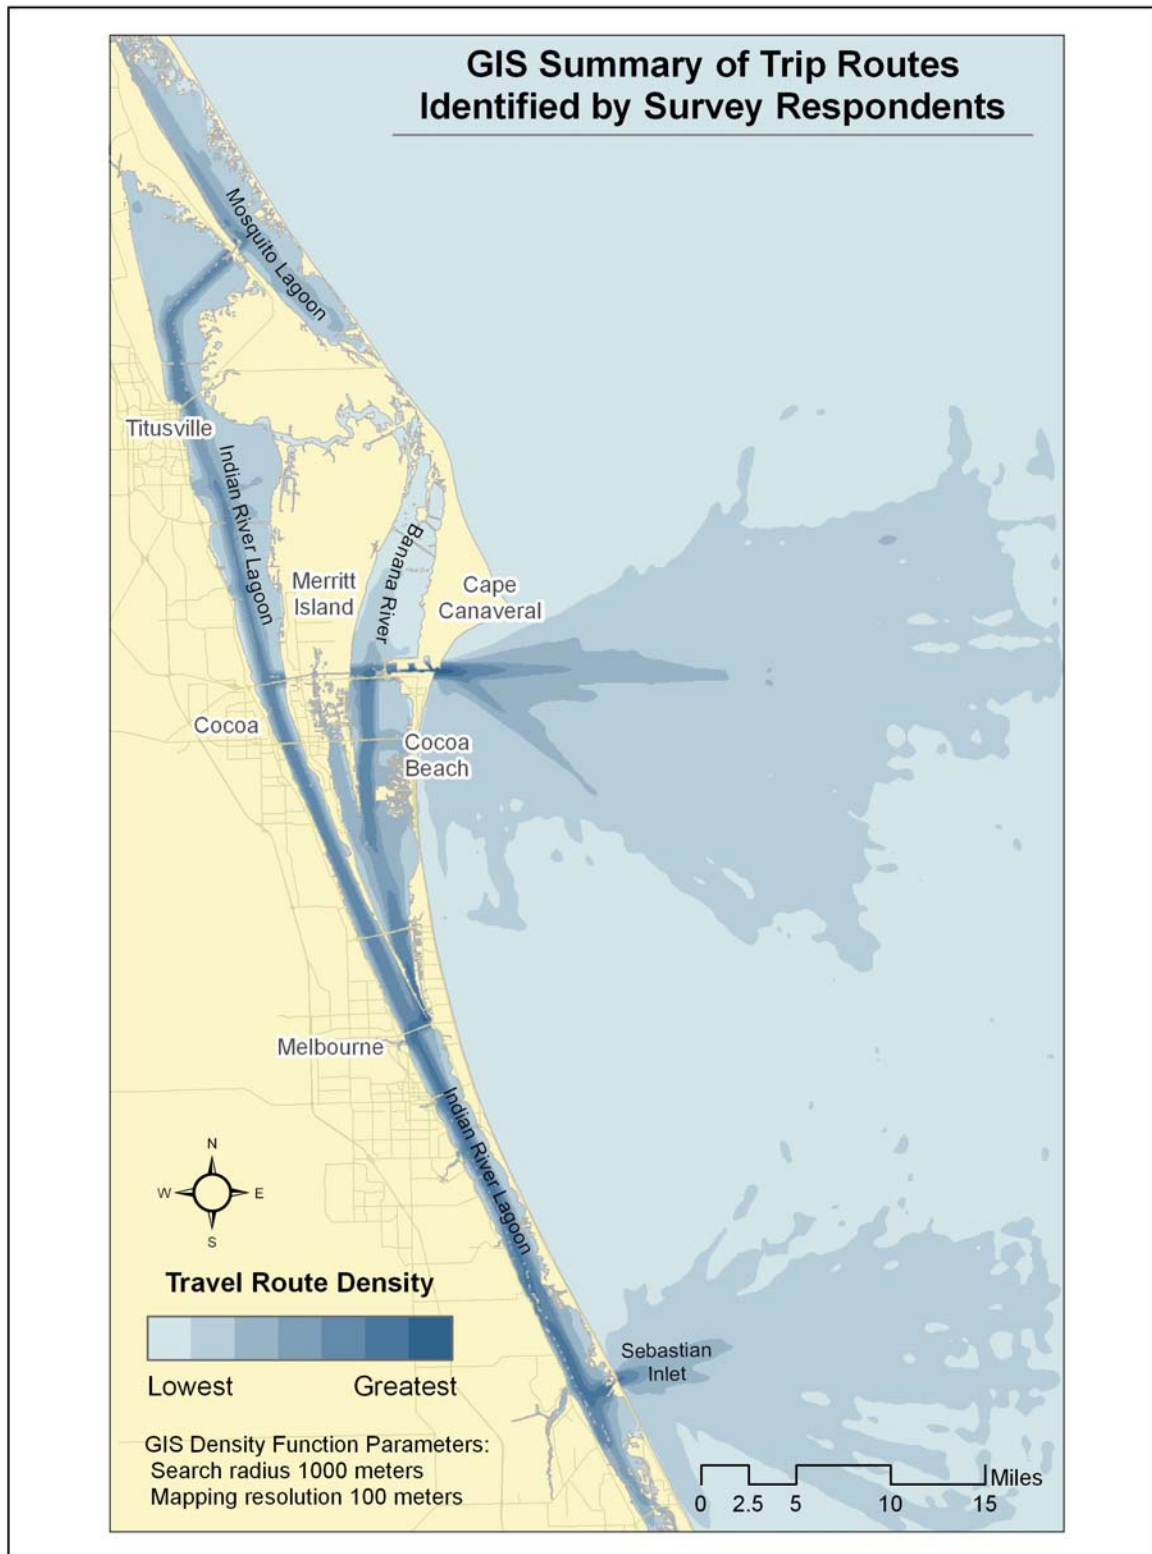 GIS Summary of Trip Routes
Identified by Survey Respondents
Mosquito Lagoon
Titusville
Indian River Lagoon
Banana River
Merritt
Island
Cape
Canaveral
Cocoa
Cocoa
Beach
Melbourne
Indian River Lagoon
N
W
E
S
Travel Route Density
Lowest
Greatest
Sebastian
Inlet
GIS Density Function Parameters:
Search radius 1000 meters
Mapping resolution 100 meters
Miles
0 2.5 5 10 15